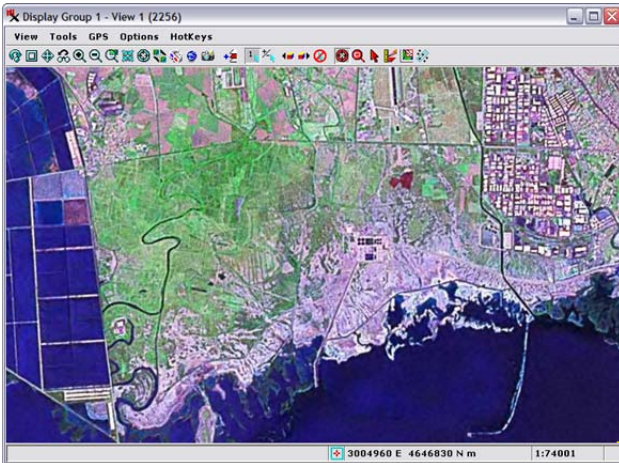 Display Group 1 - View 1 (2256)
View Tools GPS Options HotKeys
3004960 E 4646830 N m 1:74001